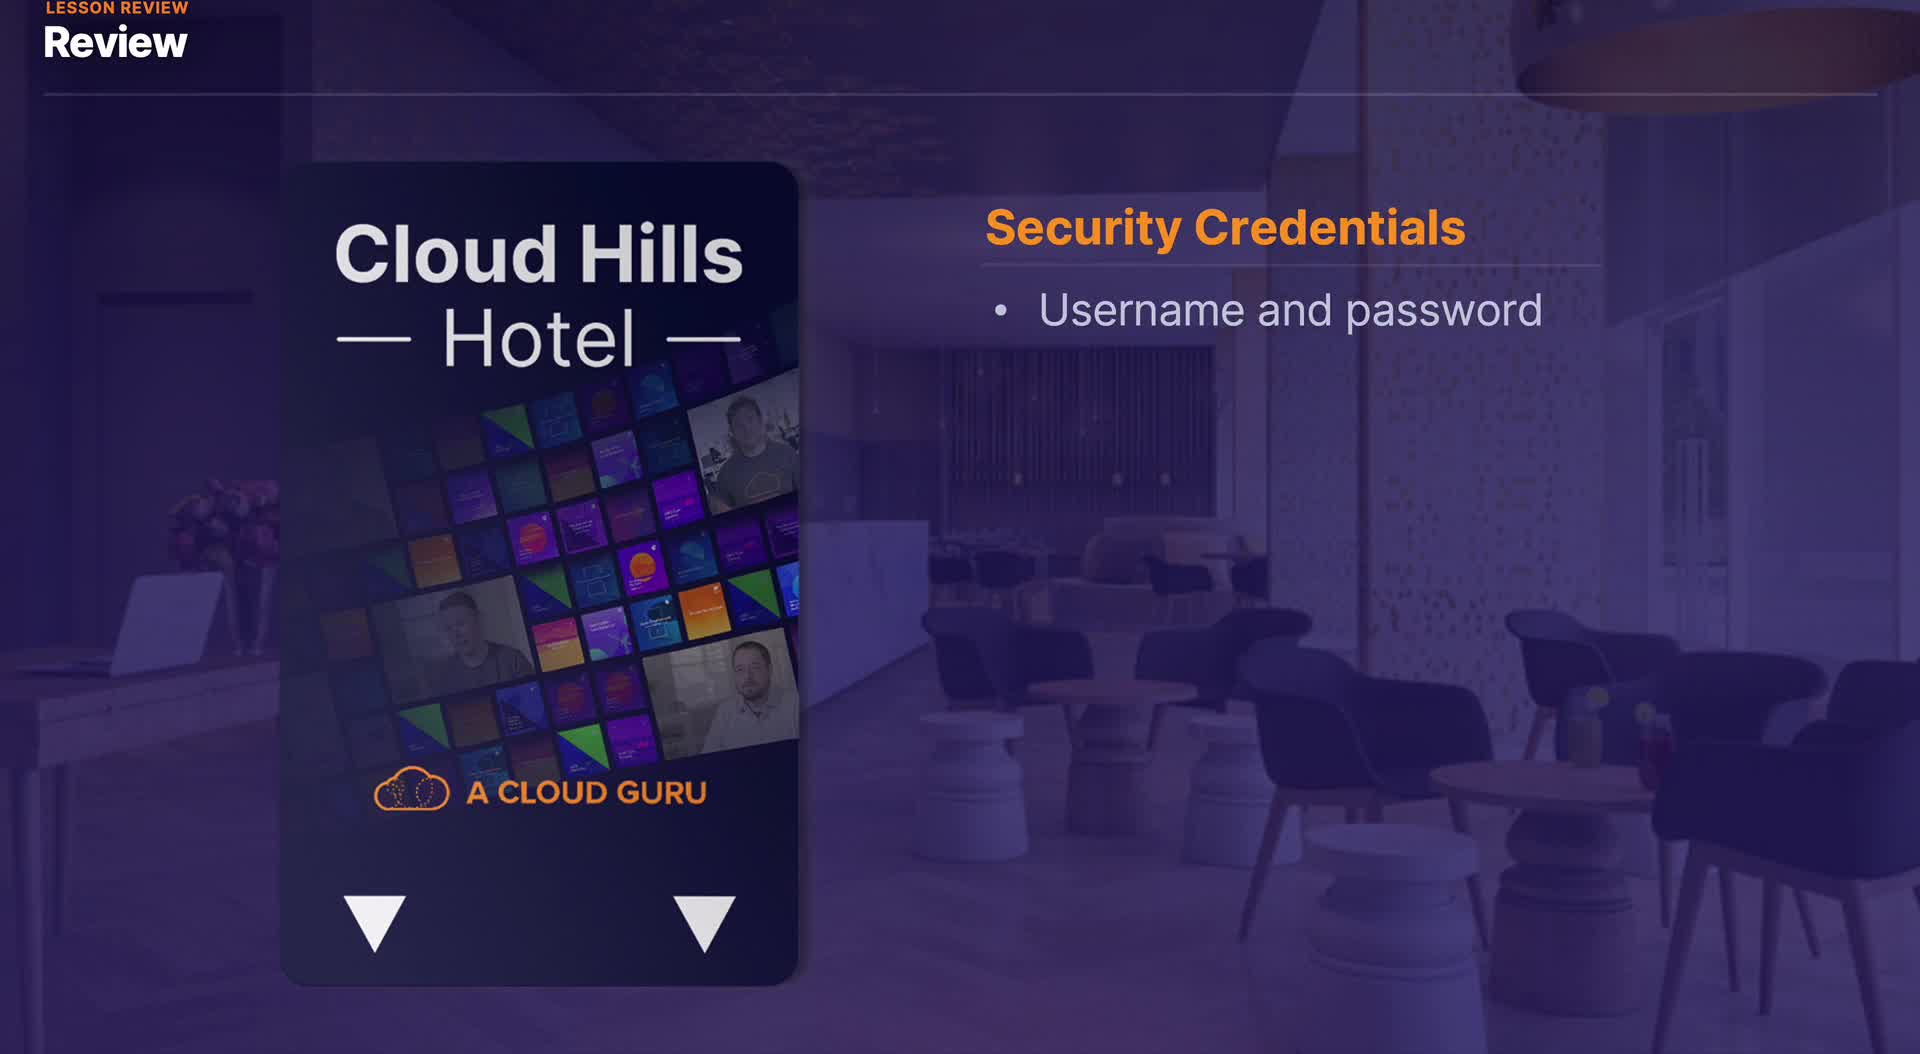 LESSON REVIEW
Review
Cloud Hills
Hotel
A CLOUD GURU
Security Credentials
• Username and password